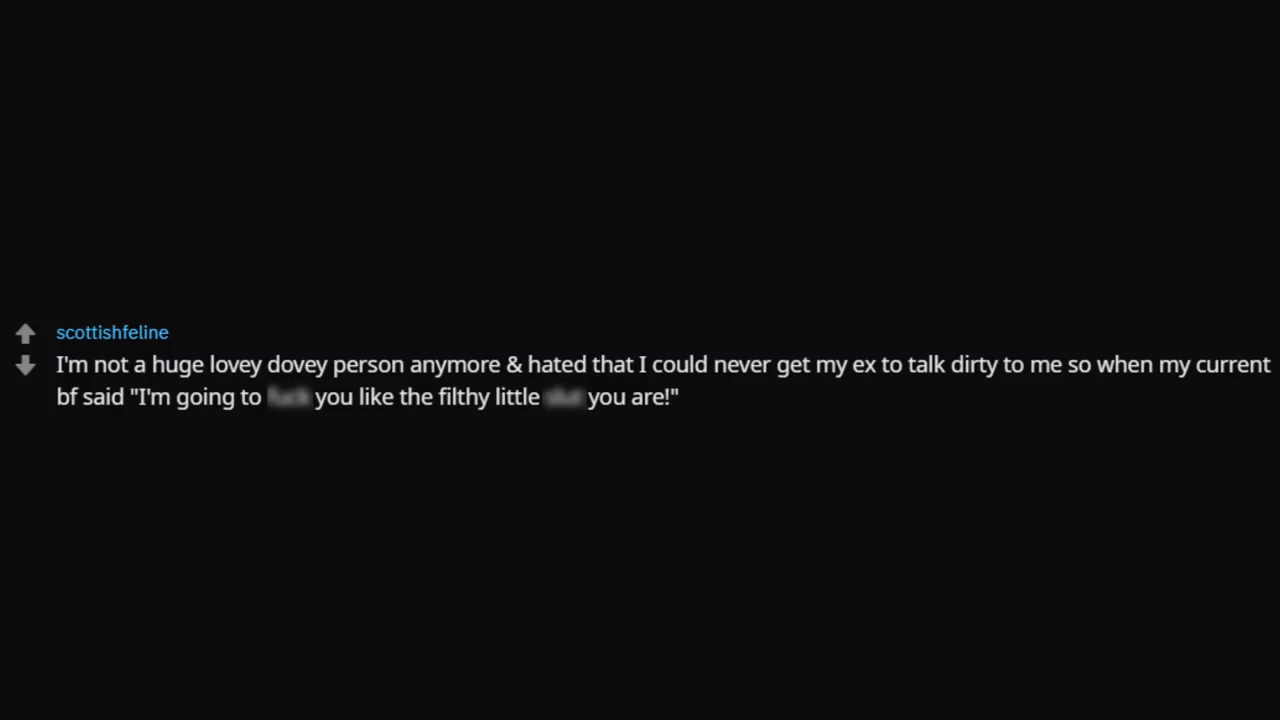 scottishfeline
I'm not a huge lovey dovey person anymore & hated that I could never get my ex to talk dirty to me so when my current
bf said "I'm going to you like the filthy little you are!"